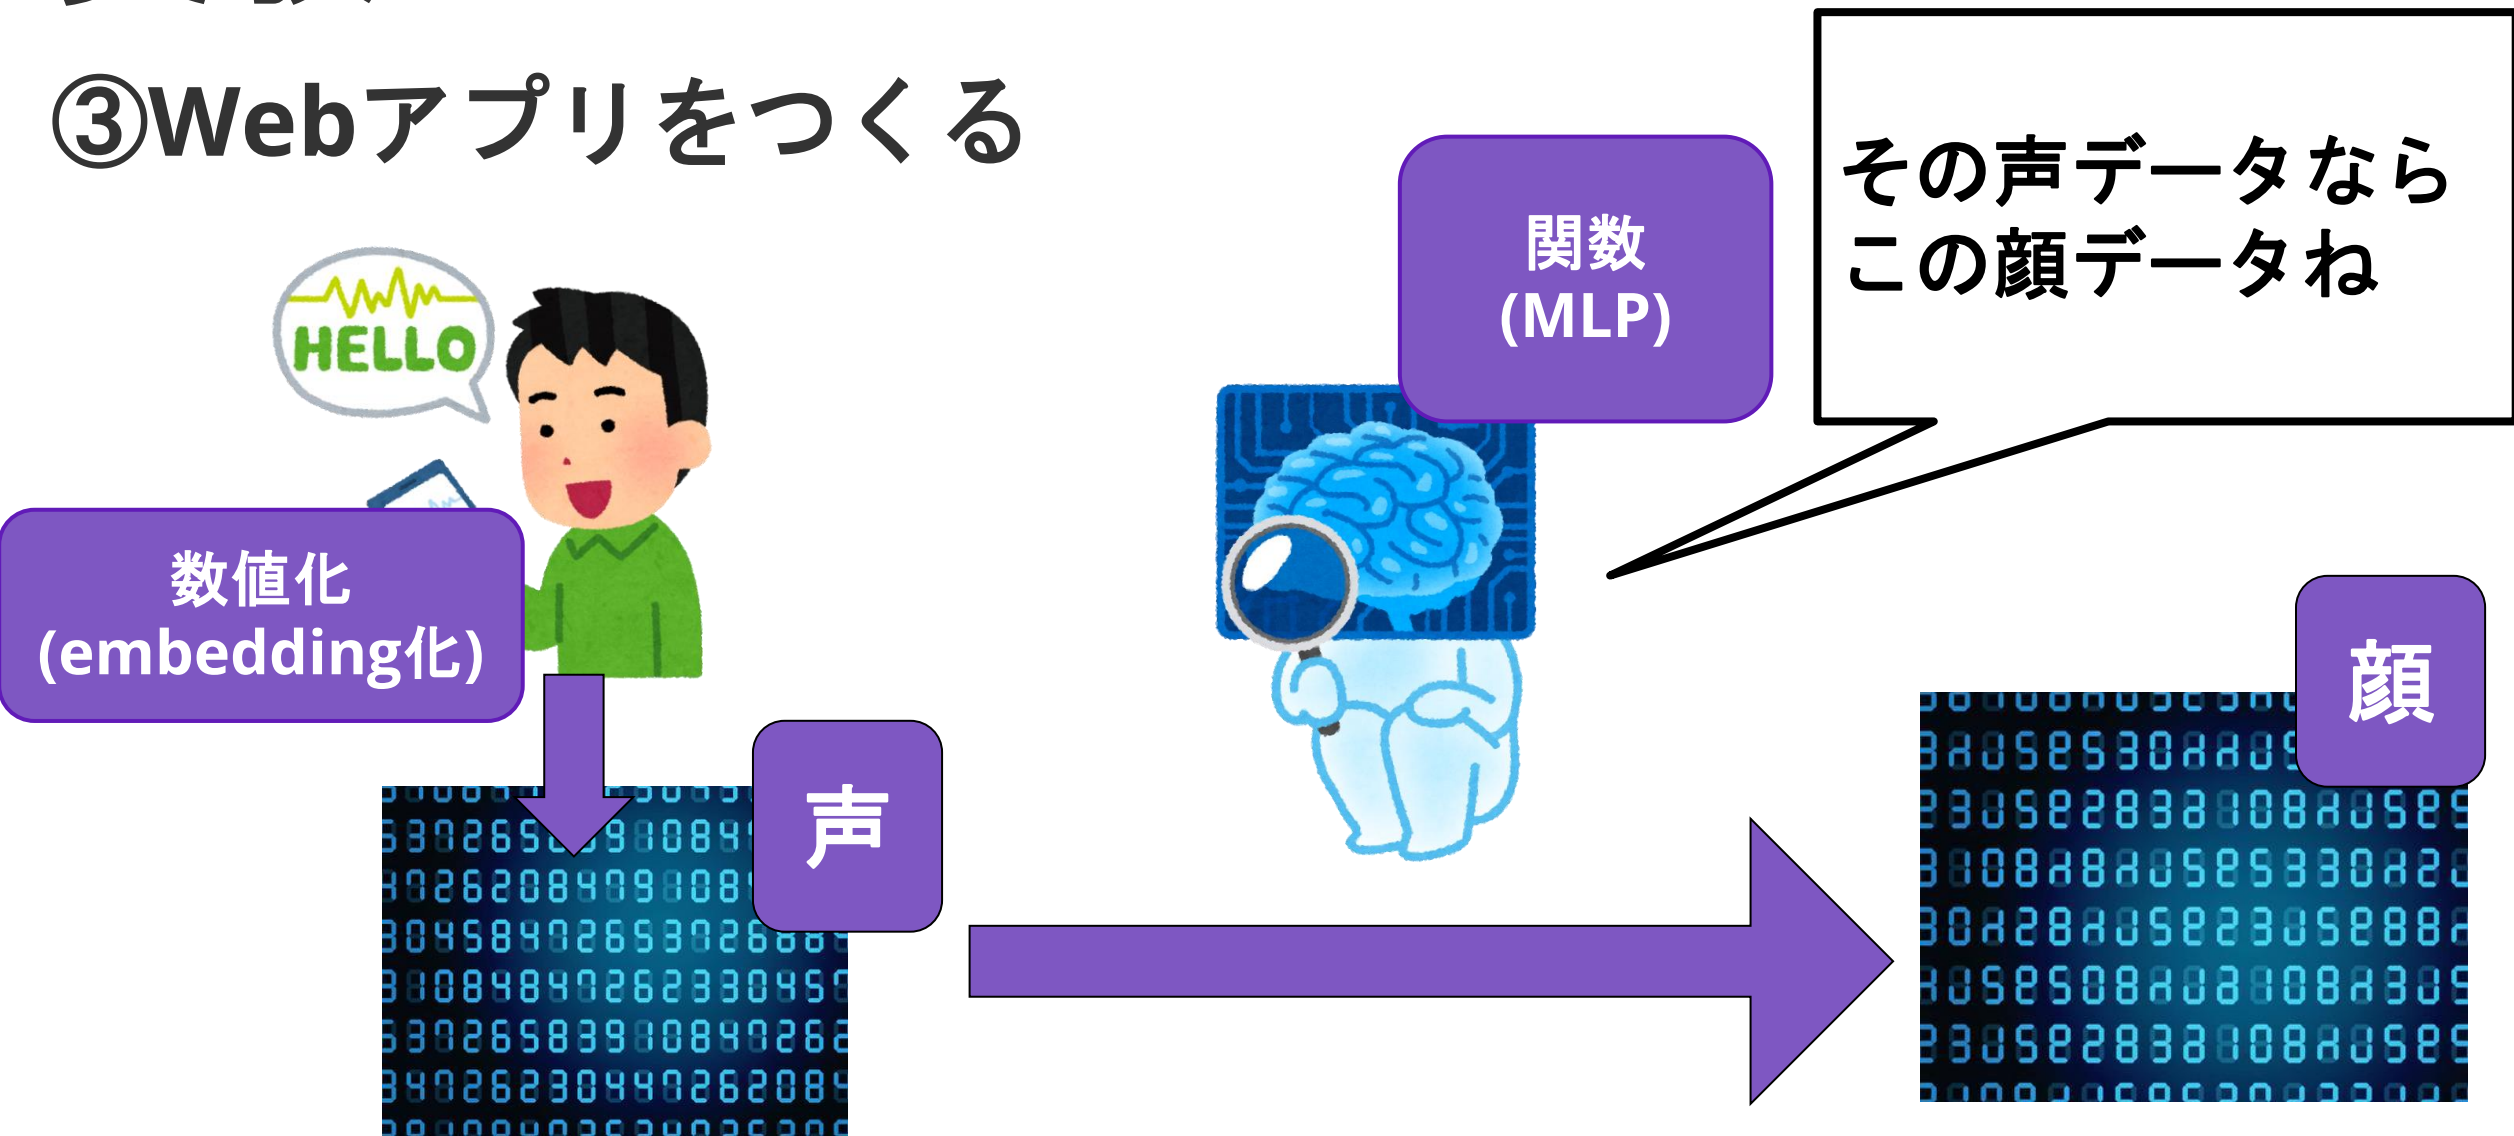 ③Webアプリをつくる
HELLO
関数
(MLP)
その声データなら
この顔データね
数値化
(embedding化)
声
顔